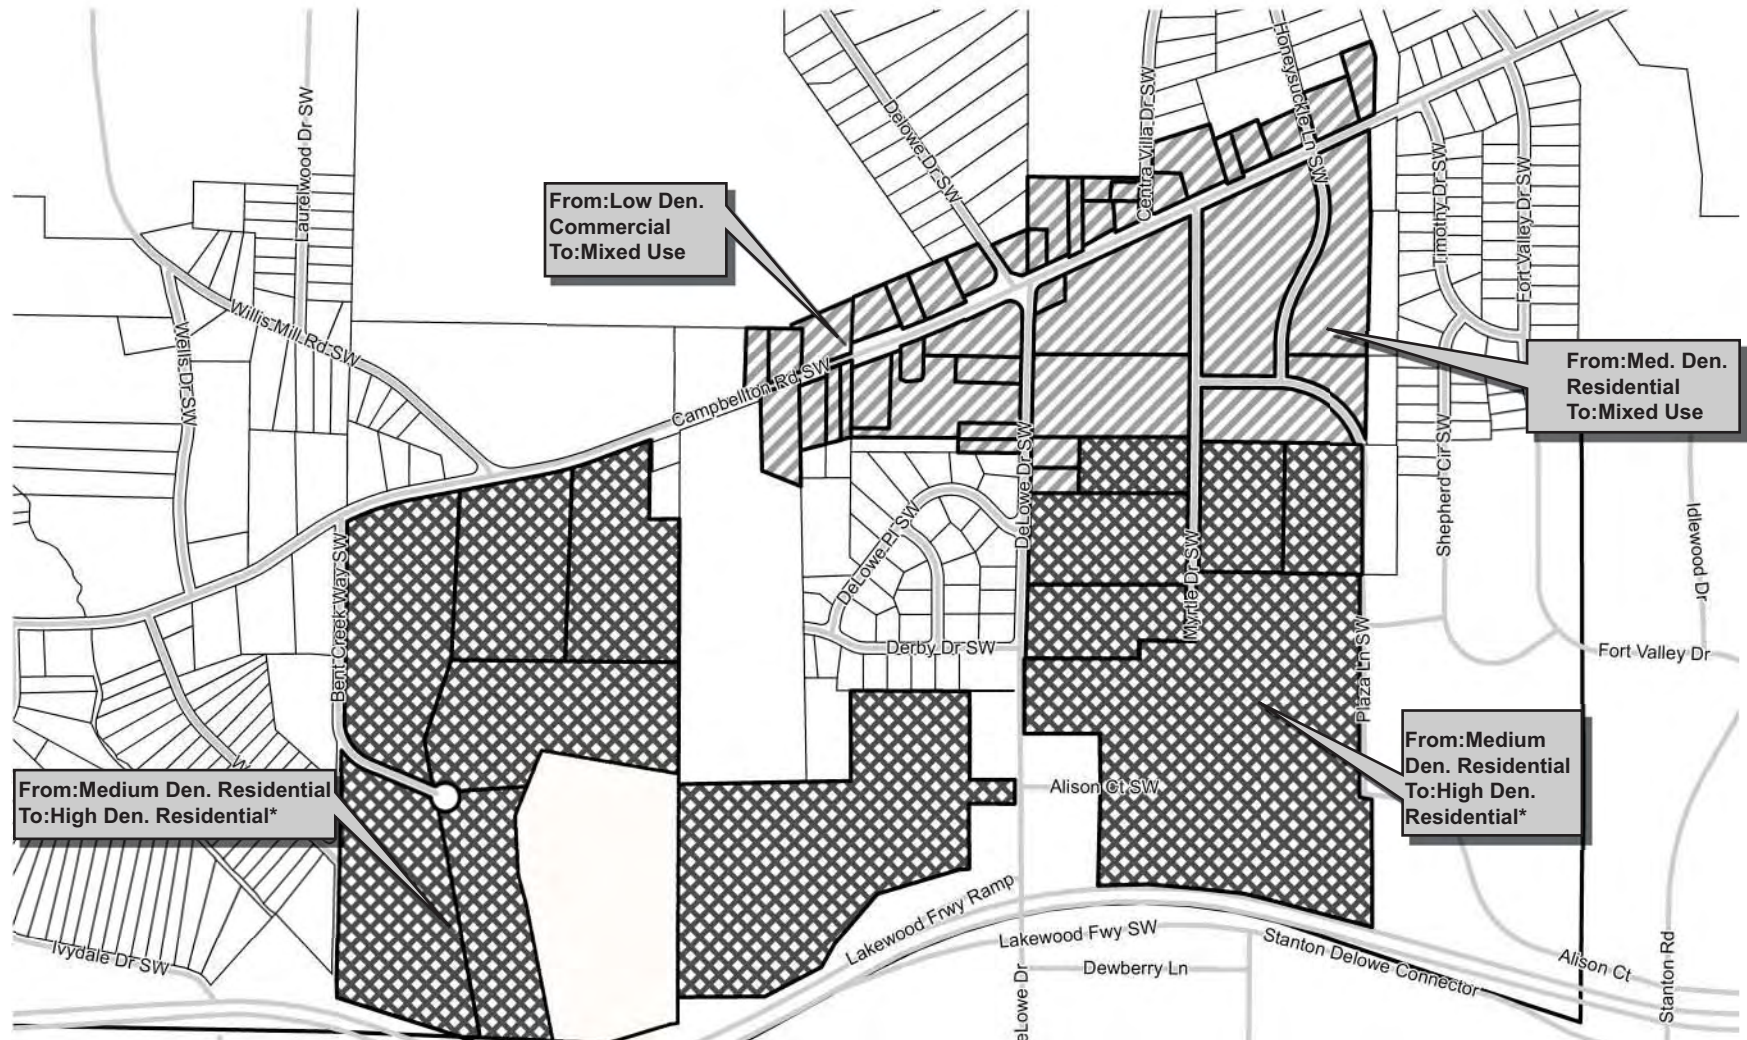 Honeysuckle Ln SW
Centra Villa Dr SW
Delowe Dr SW
Laurelwood Dr SW
Timothy Dr SW
Fort Valley Dr SW
From:Low Den.
Commercial
To:Mixed Use
Willis Mill Rd SW
Wells Dr SW
Campbellton Rd SW
From:Med. Den.
Residential
To:Mixed Use
DeLowe Dr SW
Shepherd Cir SW
Idlewood Dr
DeLowe Pl SW
Bent Creek Way SW
Myrtle Dr SW
Derby Dr SW
Plaza Ln SW
Fort Valley Dr
W
From:Medium Den. Residential
To:High Den. Residential*
From:Medium
Den. Residential
To:High Den.
Residential*
Alison Ct SW
Lakewood Frwy Ramp
Lakewood Fwy SW
Stanton Delowe Connector
Alison Ct
Stanton Rd
Ivydale Dr SW
Dewberry Ln
eLowe Dr